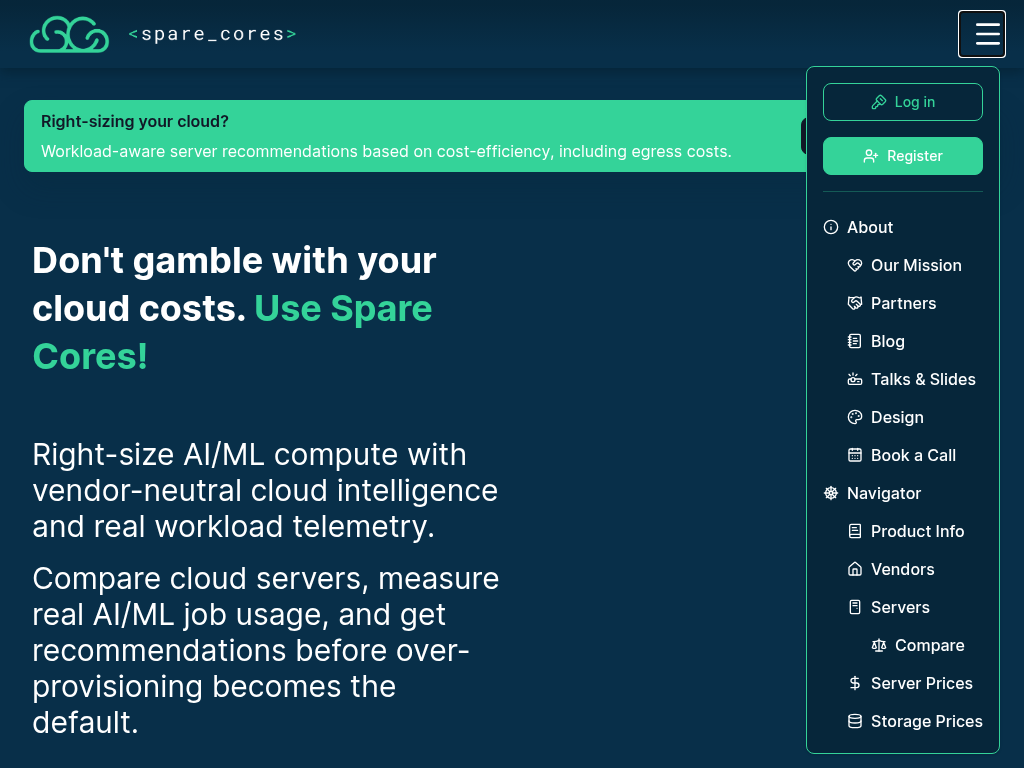 <spare_cores>
Log in
Register
Right-sizing your cloud?
Workload-aware server recommendations based on cost-efficiency, including egress costs.
Don't gamble with your
cloud costs. Use Spare
Cores!
Right-size AI/ML compute with
vendor-neutral cloud intelligence
and real workload telemetry.
Compare cloud servers, measure
real AI/ML job usage, and get
recommendations before over-
provisioning becomes the
default.
About
Our Mission
Partners
Blog
Talks & Slides
Design
Book a Call
Navigator
Product Info
Vendors
Servers
Compare
Server Prices
Storage Prices